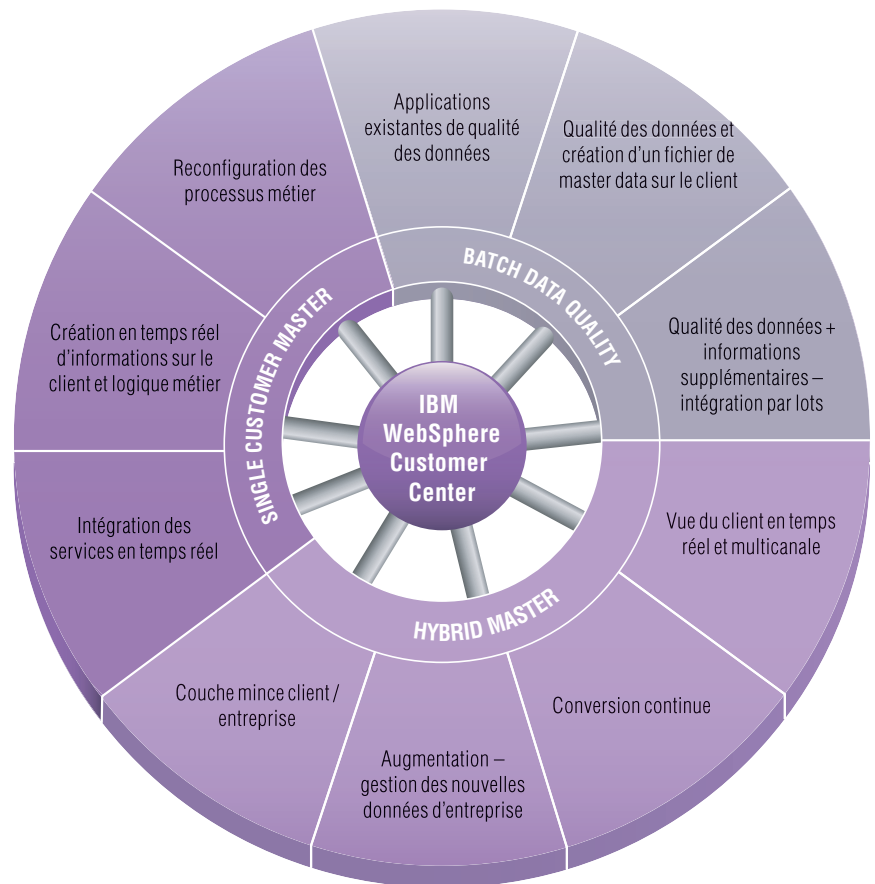 Applications
existantes de qualité
des données
Qualité des données et
création d’un fichier de
master data sur le client
Qualité des données +
informations
supplémentaires –
intégration par lots
Vue du client en temps
réel et multicanale
Conversion continue
Augmentation –
gestion des nouvelles
données d’entreprise
Couche mince client /
entreprise
Intégration des
services en temps réel
Création en temps réel
d’informations sur le
client et logique métier
Reconfiguration des
processus métier
BATCH DATA QUALITY
HYBRID MASTER
SINGLE CUSTOMER MASTER
IBM
WebSphere
Customer
Center